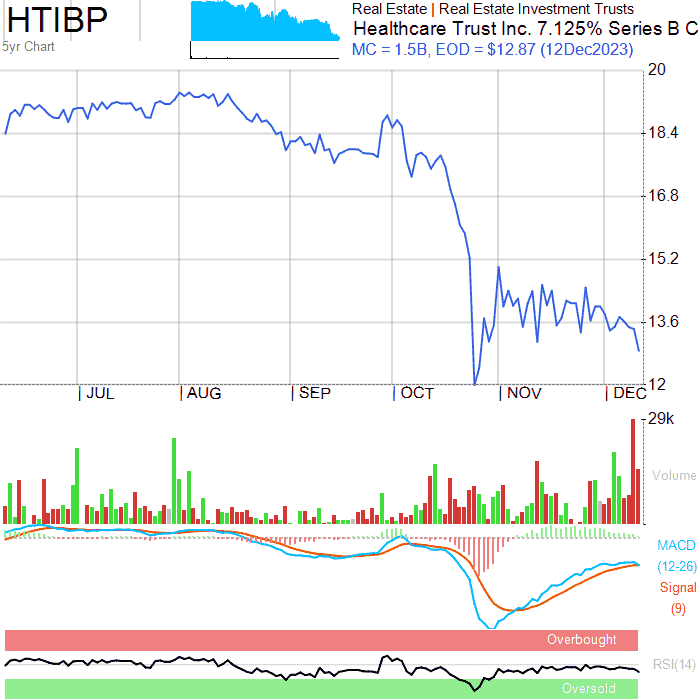 HTIBP
5yr Chart
Real Estate | Real Estate Investment Trusts
Healthcare Trust Inc. 7.125% Series B C
MC = 1.5B, EOD = $12.87 (12Dec2023)
20
18.4
16.8
15.2
13.6
12
JUL
AUG
SEP
OCT
NOV
DEC
29k
Volume
MACD
(12-26)
Signal
(9)
Overbought
RSI(14)
Oversold